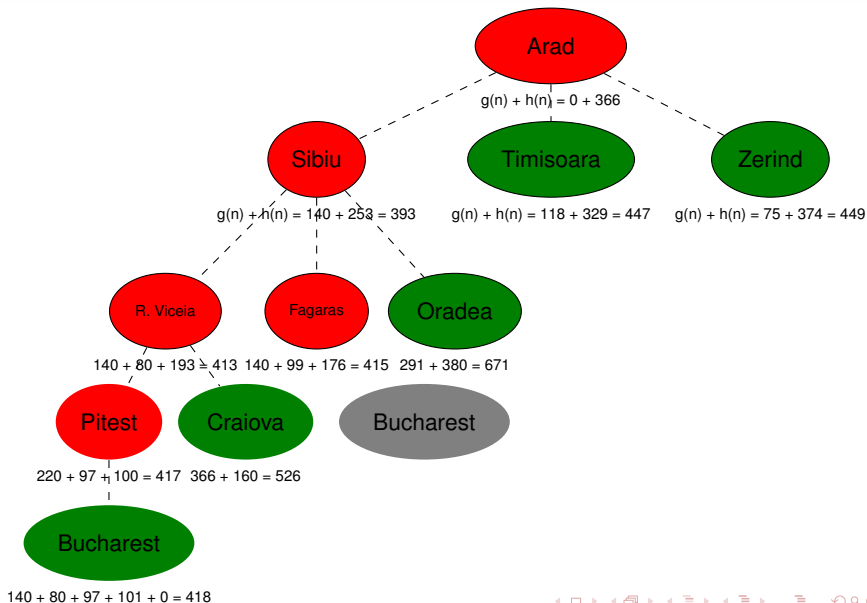 Arad
g(n) + h(n) = 0 + 366
Sibiu
Timisoara
Zerind
g(n) + h(n) = 140 + 253 = 393
g(n) + h(n) = 118 + 329 = 447
g(n) + h(n) = 75 + 374 = 449
R. Viceia
Fagaras
Oradea
140 + 80 + 193 = 413
140 + 99 + 176 = 415
291 + 380 = 671
Pitest
Craiova
Bucharest
220 + 97 + 100 = 417
366 + 160 = 526
Bucharest
140 + 80 + 97 + 101 + 0 = 418